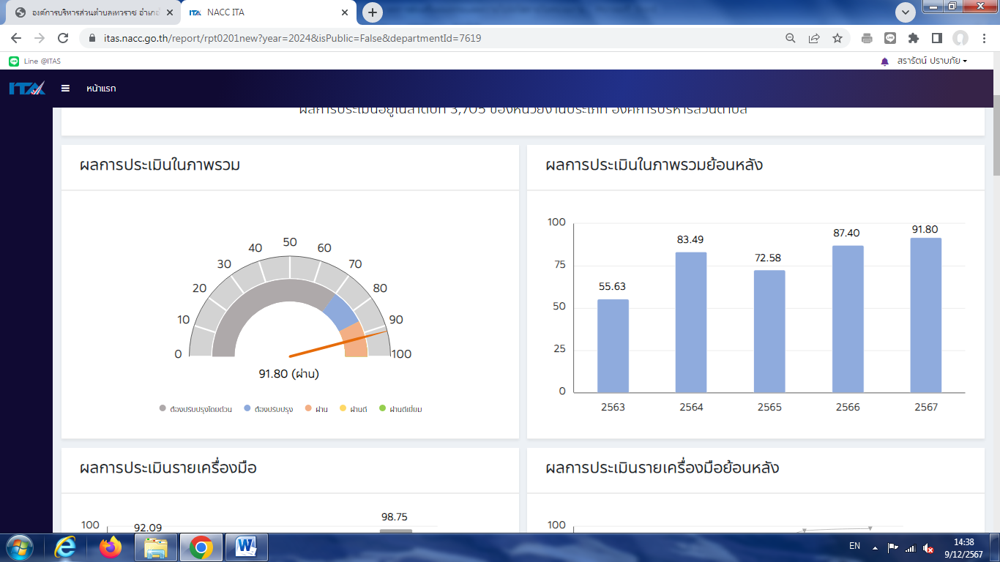 องค์การบริหารส่วนตำบลเหวราช อำเภอ
NACC ITA
itas.nacc.go.th/report/rpt0201new?year=2024&isPublic=False&departmentId=7619
Line @ITAS
สรารัตน์ ปราบภัย
ITA
หน้าแรก
ผลการประเมินอยู่ในลำดับที่ 3,705 ของหน่วยงานประเภท องค์การบริหารส่วนตำบล
ผลการประเมินในภาพรวม
0 10 20 30 40 50 60 70 80 90 100
91.80 (ผ่าน)
ต้องปรับปรุงโดยด่วน ต้องปรับปรุง ผ่าน ผ่านดี ผ่านดีเยี่ยม
ผลการประเมินในภาพรวมย้อนหลัง
100
75
50
25
0
55.63 83.49 72.58 87.40 91.80
2563 2564 2565 2566 2567
ผลการประเมินรายเครื่องมือ
100 92.09 98.75
ผลการประเมินรายเครื่องมือย้อนหลัง
100
EN
14:38
9/12/2567